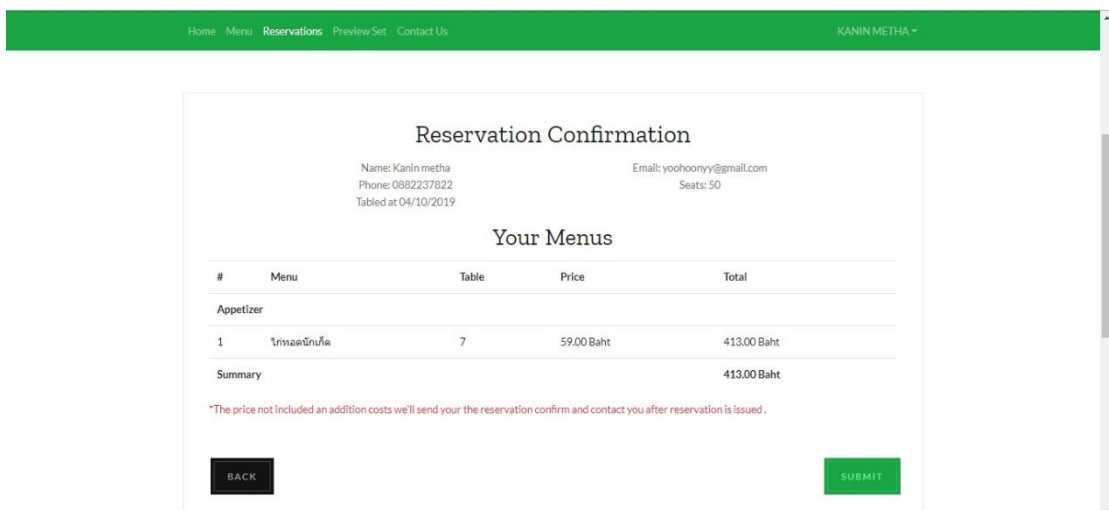 Home Menu Reservations Preview Set Contact Us KANIN METHA
Reservation Confirmation
Name: Kanin metha Email: yoohoonyy@gmail.com
Phone: 0882237822 Seats: 50
Tabled at 04/10/2019
Your Menus
# Menu Table Price Total
Appetizer
1 ไก่ทอดนักเก็ต 7 59.00 Baht 413.00 Baht
Summary 413.00 Baht
*The price not included an addition costs we'll send your the reservation confirm and contact you after reservation is issued .
BACK SUBMIT